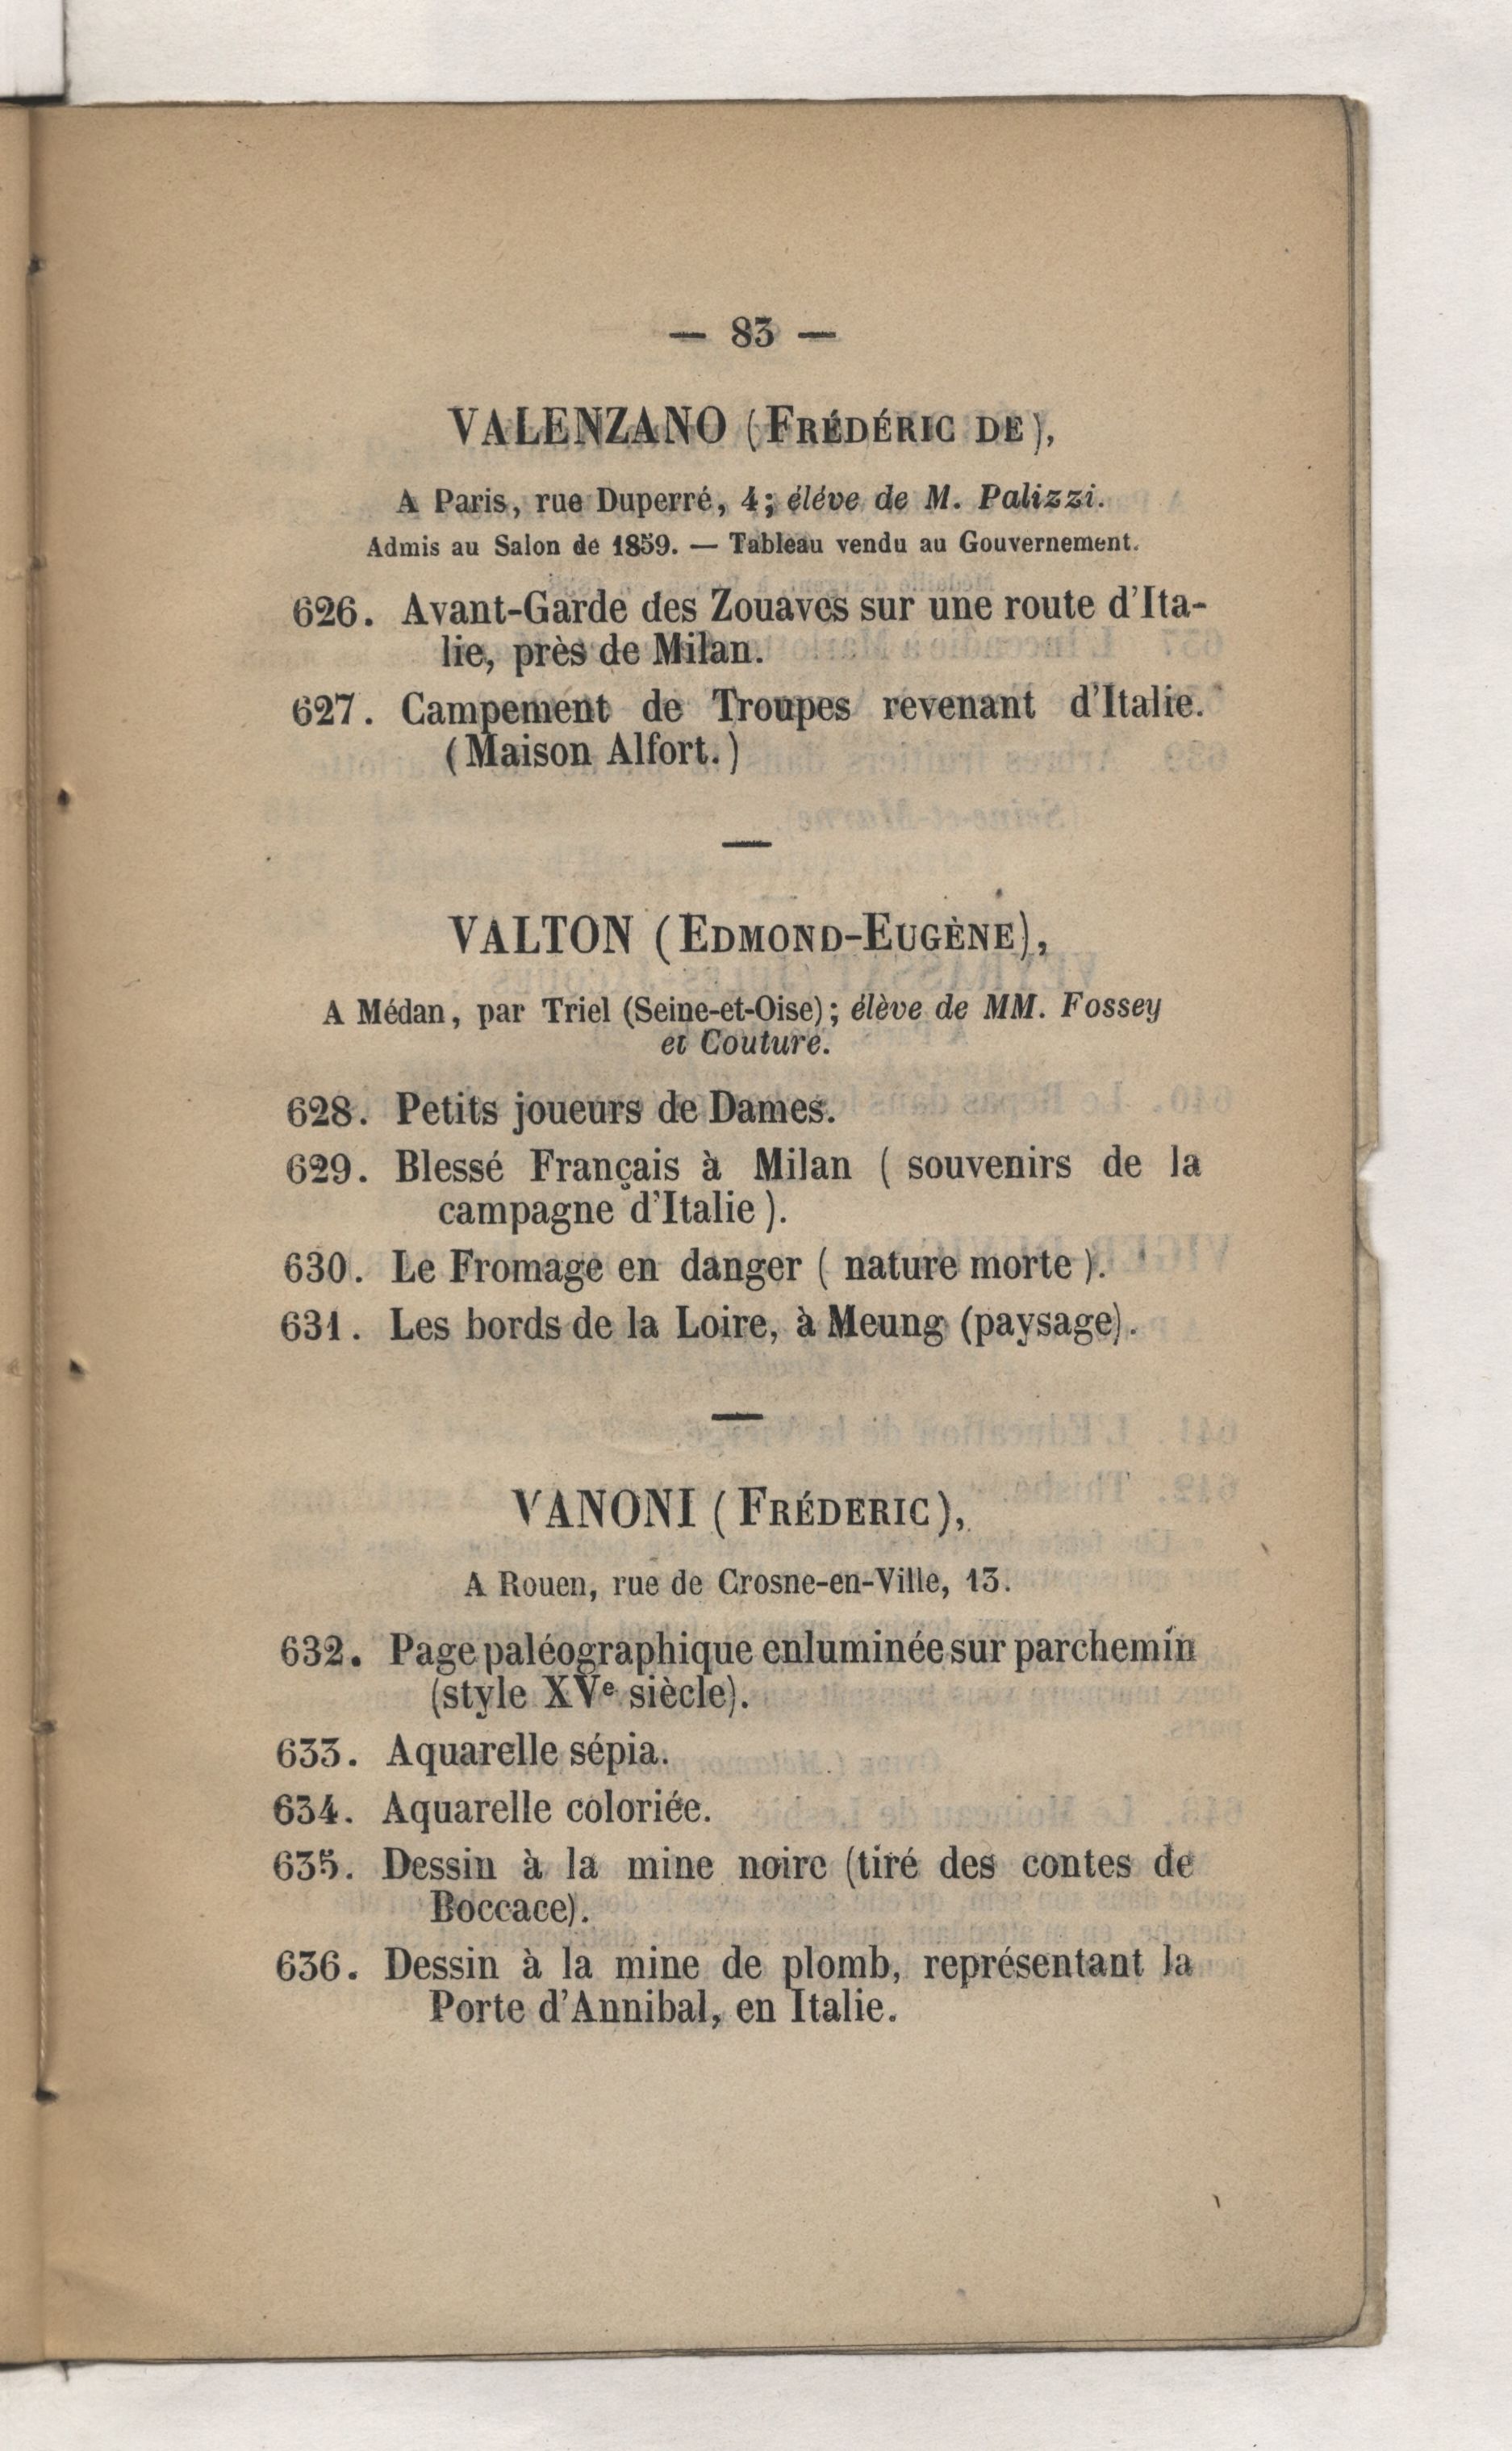 — 83 —
VALENZANO (FRÉDÉRIC DE),
A Paris, rue Duperré, 4; éléve de M. Palizzi.
Admis au Salon de 1859. — Tableau vendu au Gouvernement.
626. Avant-Garde des Zouaves sur une route d'Ita-
lie, près de Milan.
627. Campement de Troupes revenant d'Italie.
(Maison Alfort.)
VALTON (EDMOND-EUGÈNE),
A Médan, par Triel (Seine-et-Oise); élève de MM. Fossey
et Couture.
628. Petits joueurs de Dames.
629. Blessé Français à Milan ( souvenirs de la
campagne d'Italie ).
630. Le Fromage en danger ( nature morte ).
631. Les bords de la Loire, à Meung (paysage).
VANONI (FRÉDERIC),
A Rouen, rue de Crosne-en-Ville, 13.
632. Page paléographique enluminée sur parchemin
(style XVe siècle).
633. Aquarelle sépia.
634. Aquarelle coloriée.
635. Dessin à la mine noire (tiré des contes de
Boccace).
636. Dessin à la mine de plomb, représentant la
Porte d'Annibal, en Italie.